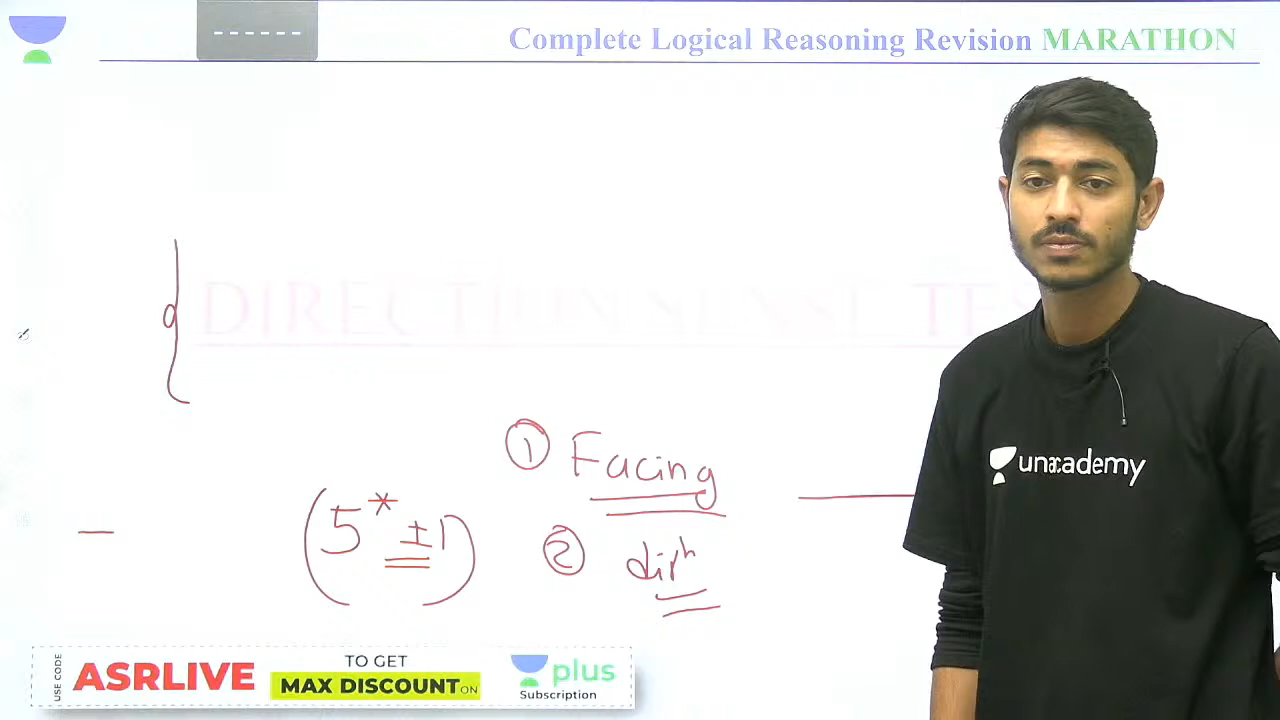 Complete Logical Reasoning Revision MARATHON
DIRECTION SENSE TES
① Facing
(5* ±1)
② dirⁿ
unacademy
USE CODE
ASRLIVE
TO GET
MAX DISCOUNT ON
plus
Subscription